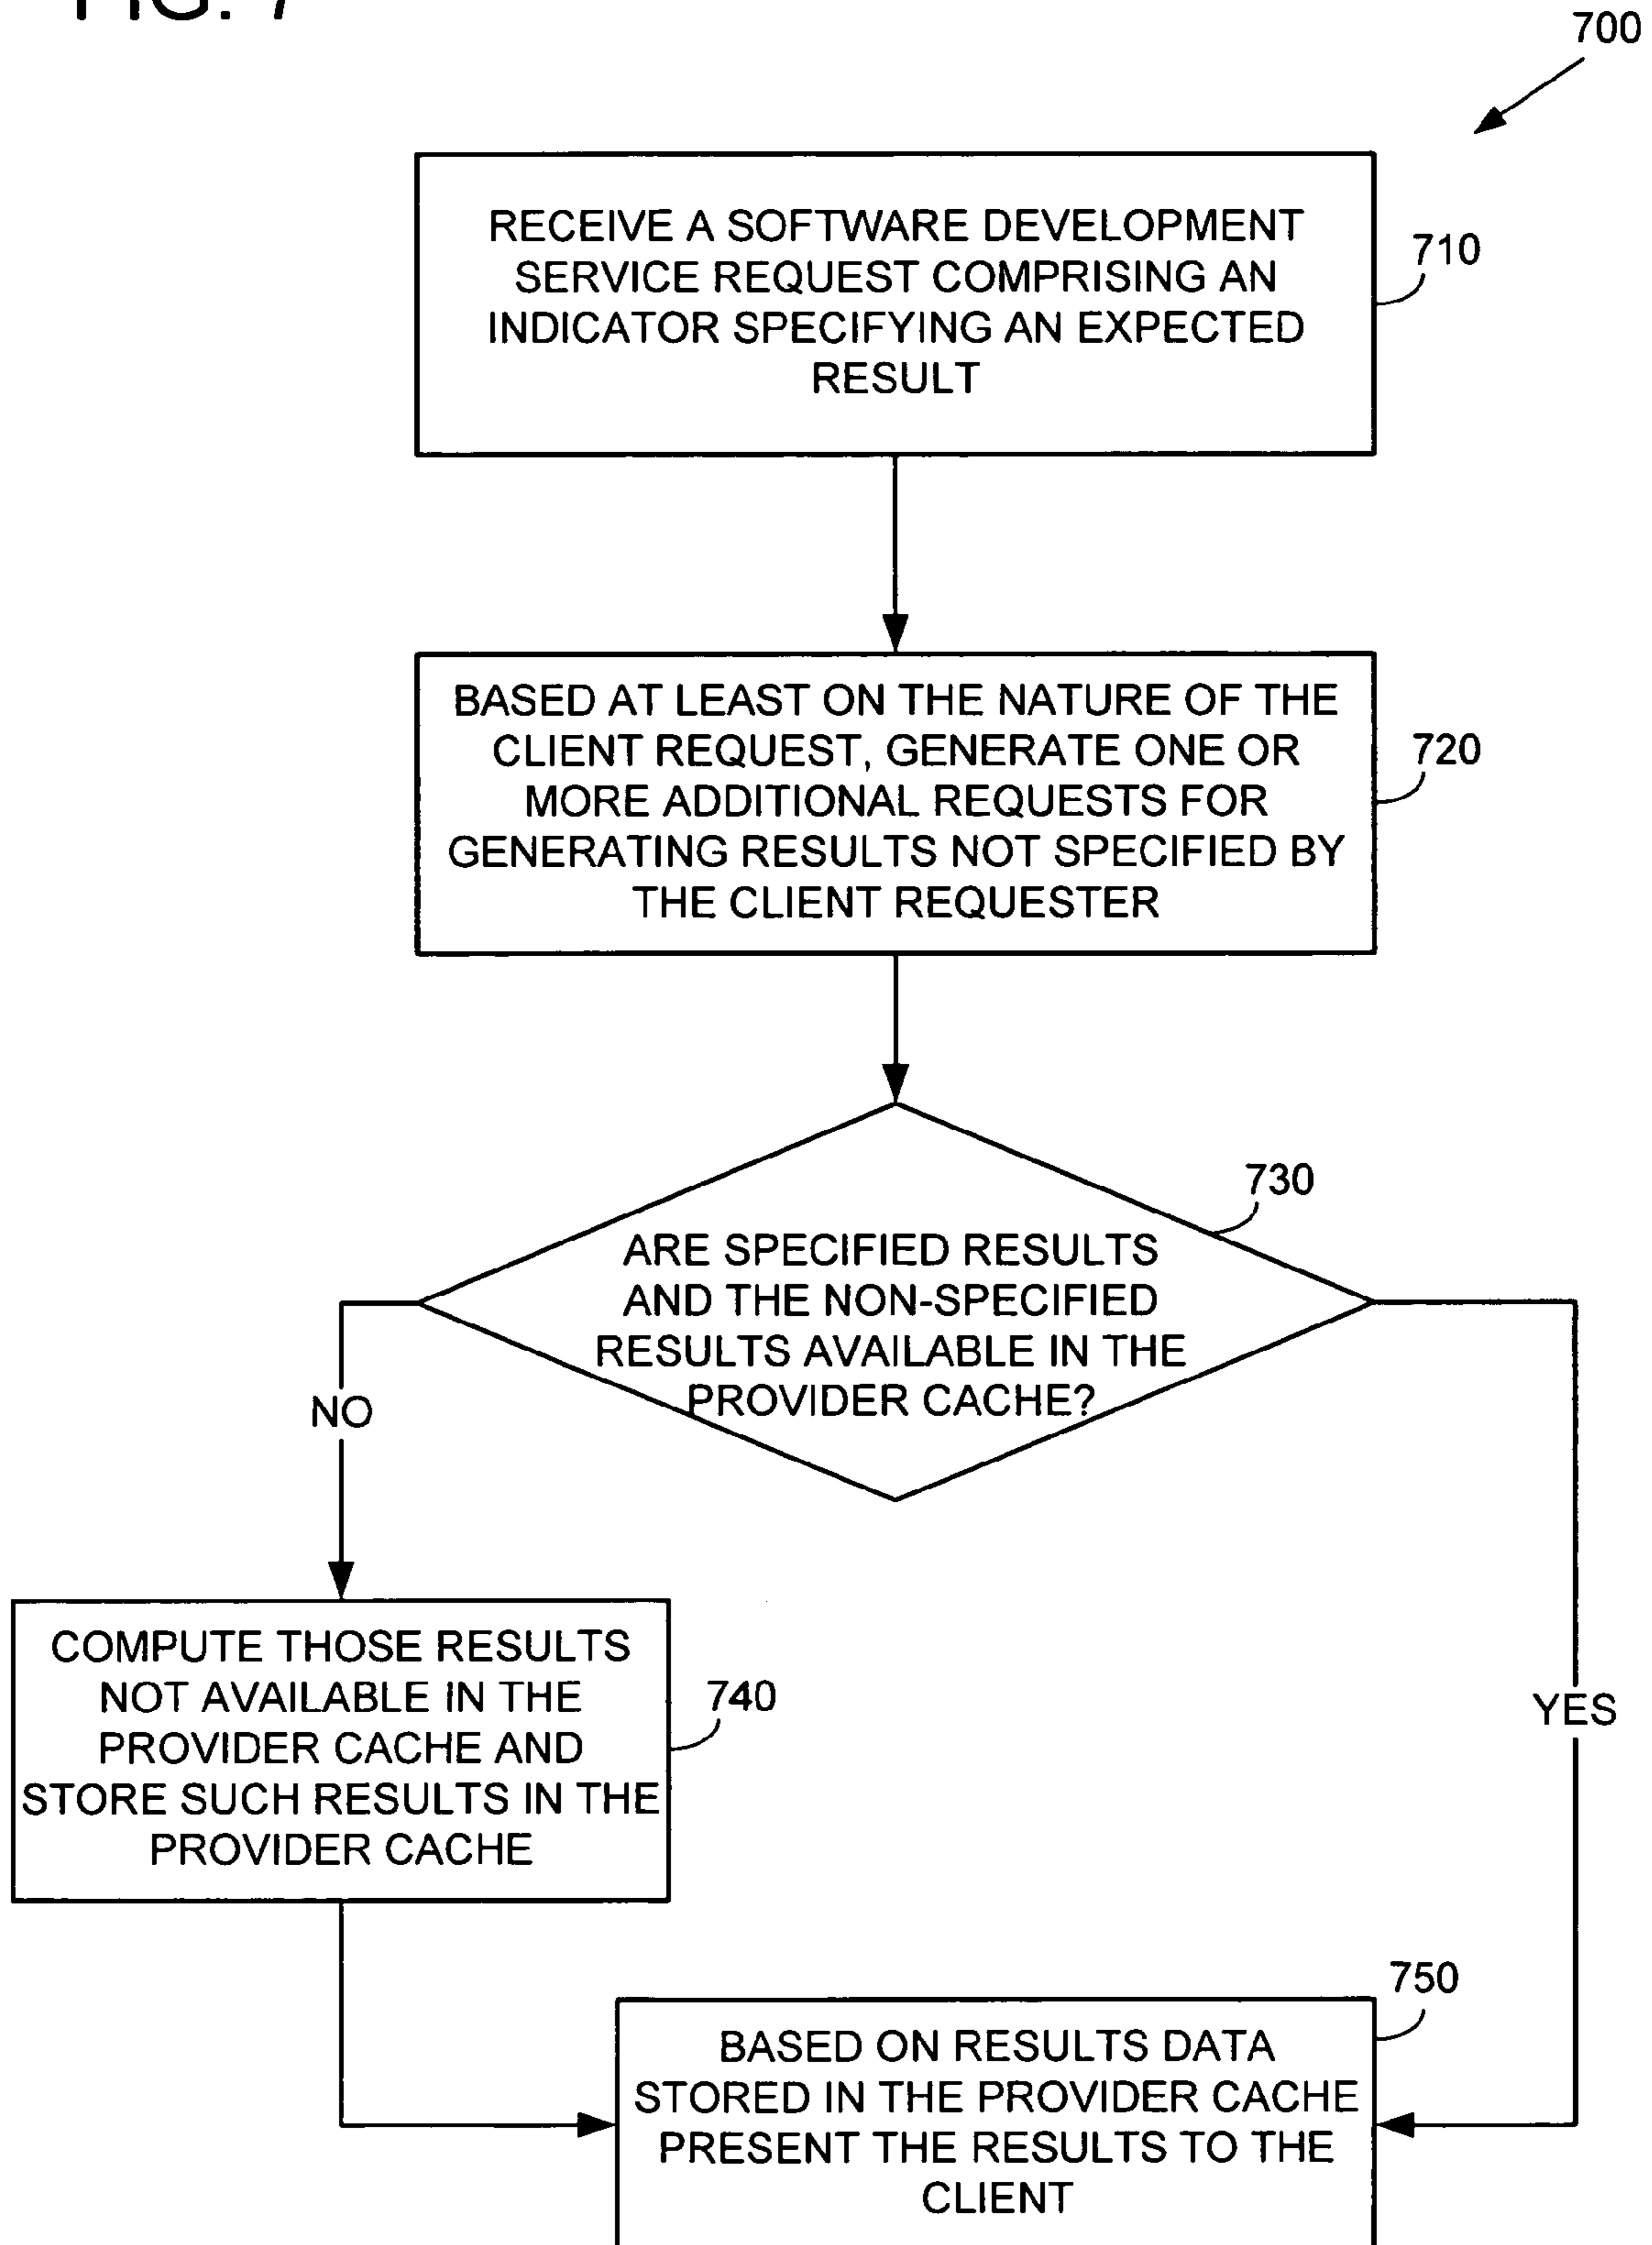 FIG. 7
700
RECEIVE A SOFTWARE DEVELOPMENT
SERVICE REQUEST COMPRISING AN
INDICATOR SPECIFYING AN EXPECTED
RESULT
710
BASED AT LEAST ON THE NATURE OF THE
CLIENT REQUEST, GENERATE ONE OR
MORE ADDITIONAL REQUESTS FOR
GENERATING RESULTS NOT SPECIFIED BY
THE CLIENT REQUESTER
720
730
ARE SPECIFIED RESULTS
AND THE NON-SPECIFIED
RESULTS AVAILABLE IN THE
PROVIDER CACHE?
NO
COMPUTE THOSE RESULTS
NOT AVAILABLE IN THE
PROVIDER CACHE AND
STORE SUCH RESULTS IN THE
PROVIDER CACHE
740
YES
750
BASED ON RESULTS DATA
STORED IN THE PROVIDER CACHE
PRESENT THE RESULTS TO THE
CLIENT